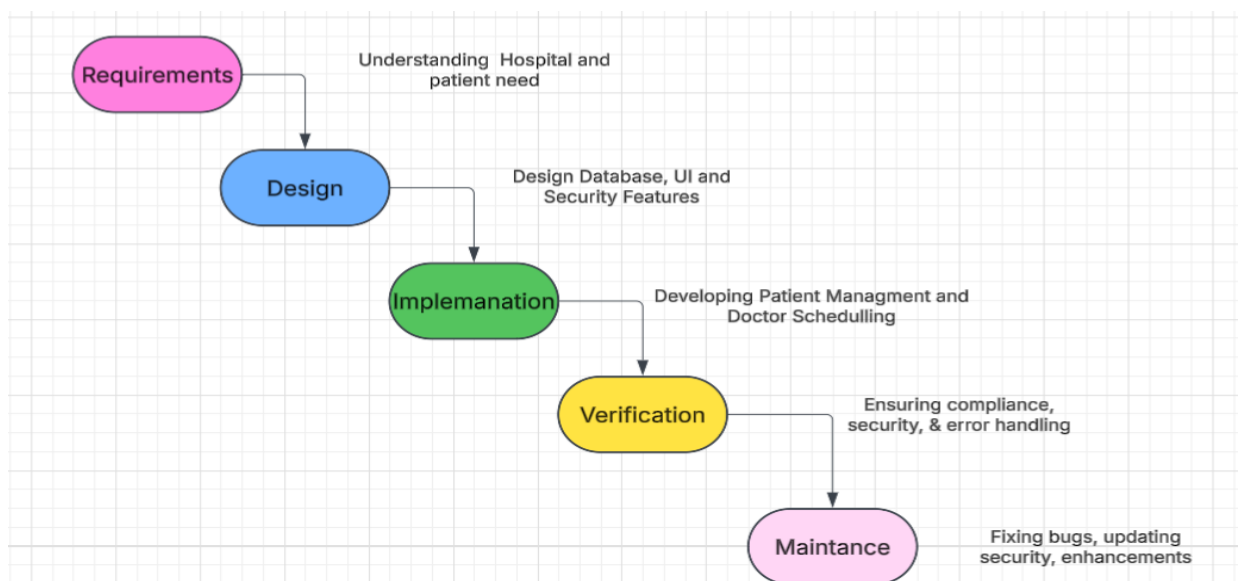 Requirements
Understanding Hospital and
patient need
Design
Design Database, UI and
Security Features
Implemanation
Developing Patient Managment and
Doctor Schedulling
Verification
Ensuring compliance,
security, & error handling
Maintance
Fixing bugs, updating
security, enhancements